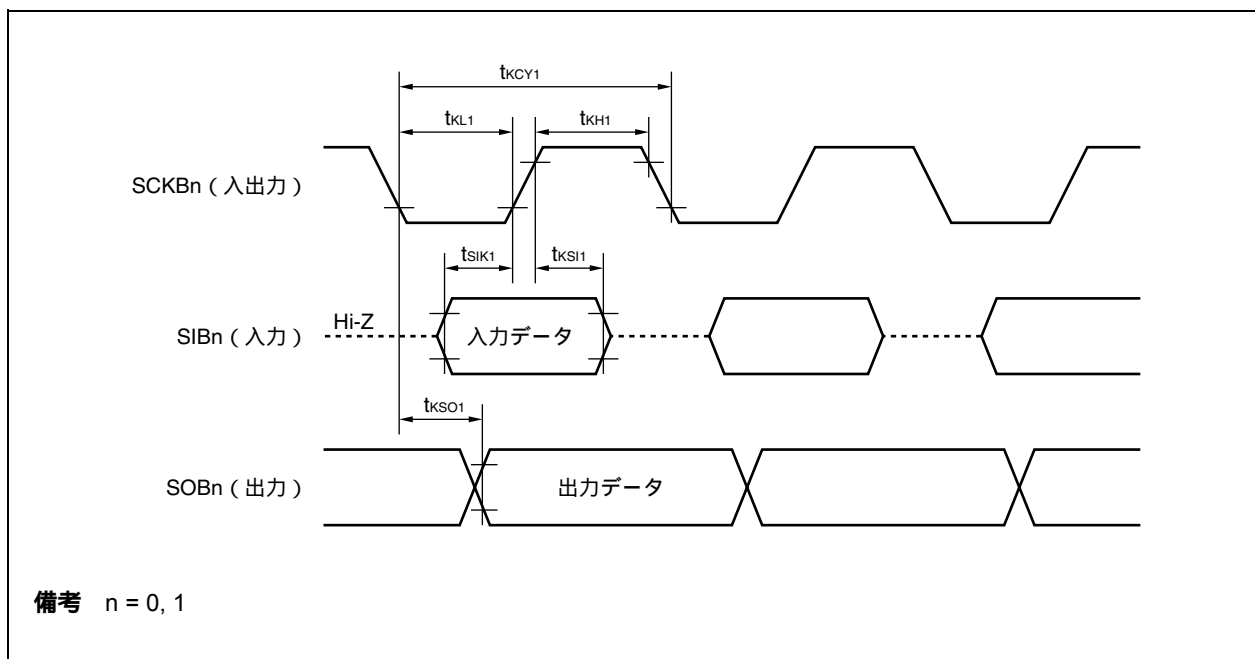 tKCY1
tKL1 tKH1
SCKBn（入出力）
tSIK1 tKSI1
Hi-Z
SIBn（入力） 入力データ
tKSO1
SOBn（出力） 出力データ
備考 n = 0, 1